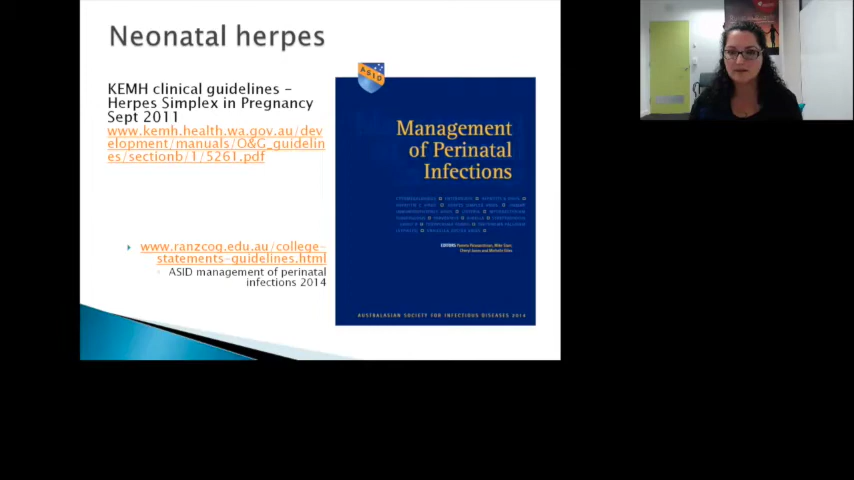 Neonatal herpes
KEMH clinical guidelines –
Herpes Simplex in Pregnancy
Sept 2011
www.kemh.health.wa.gov.au/dev
elopment/manuals/O&G_guidelin
es/sectionb/1/5261.pdf
www.ranzcog.edu.au/college-
statements-guidelines.html
ASID management of perinatal
infections 2014
ASID
Management
of Perinatal
Infections
EDITORS
AUSTRALASIAN SOCIETY FOR INFECTIOUS DISEASES 2014